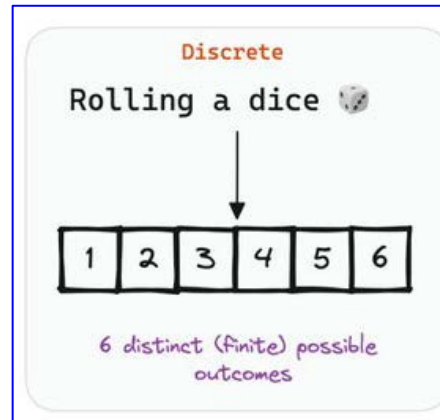 Discrete
Rolling a dice 🎲
1 2 3 4 5 6
6 distinct (finite) possible
outcomes